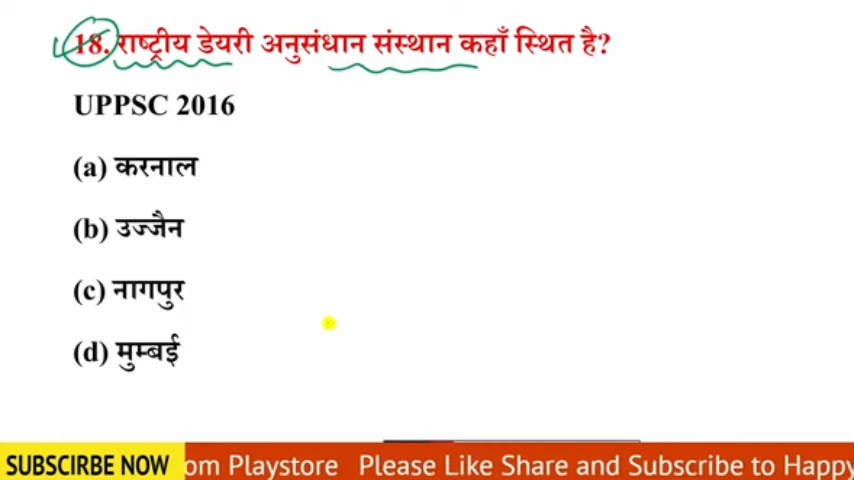 18. राष्ट्रीय डेयरी अनुसंधान संस्थान कहाँ स्थित है?
UPPSC 2016
(a) करनाल
(b) उज्जैन
(c) नागपुर
(d) मुम्बई
SUBSCIRBE NOW om Playstore Please Like Share and Subscribe to Happy